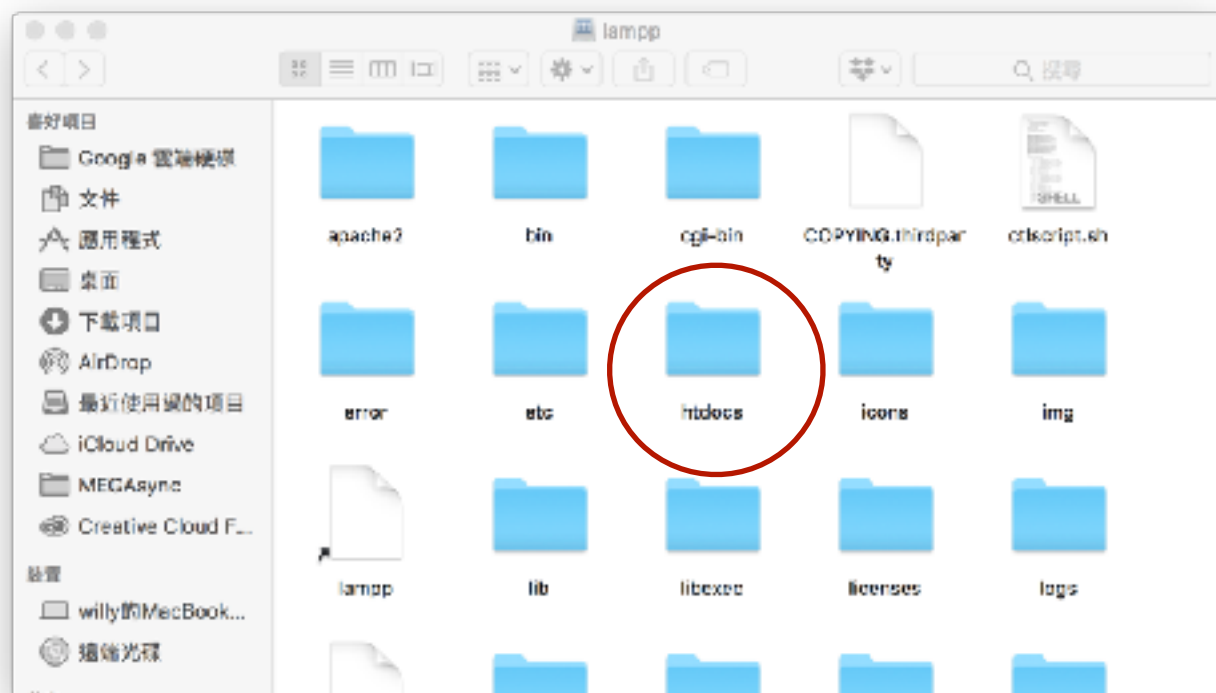 lampp
搜尋
喜好項目
Google 雲端硬碟
文件
應用程式
桌面
下載項目
AirDrop
最近使用過的項目
iCloud Drive
MEGAsync
Creative Cloud F...
裝置
willy的MacBook...
遠端光碟
apache2
bin
cgi-bin
COPYING.thirdpar
ty
SHELL
ctlscript.sh
error
etc
htdocs
icons
img
lampp
lib
libexec
licenses
logs